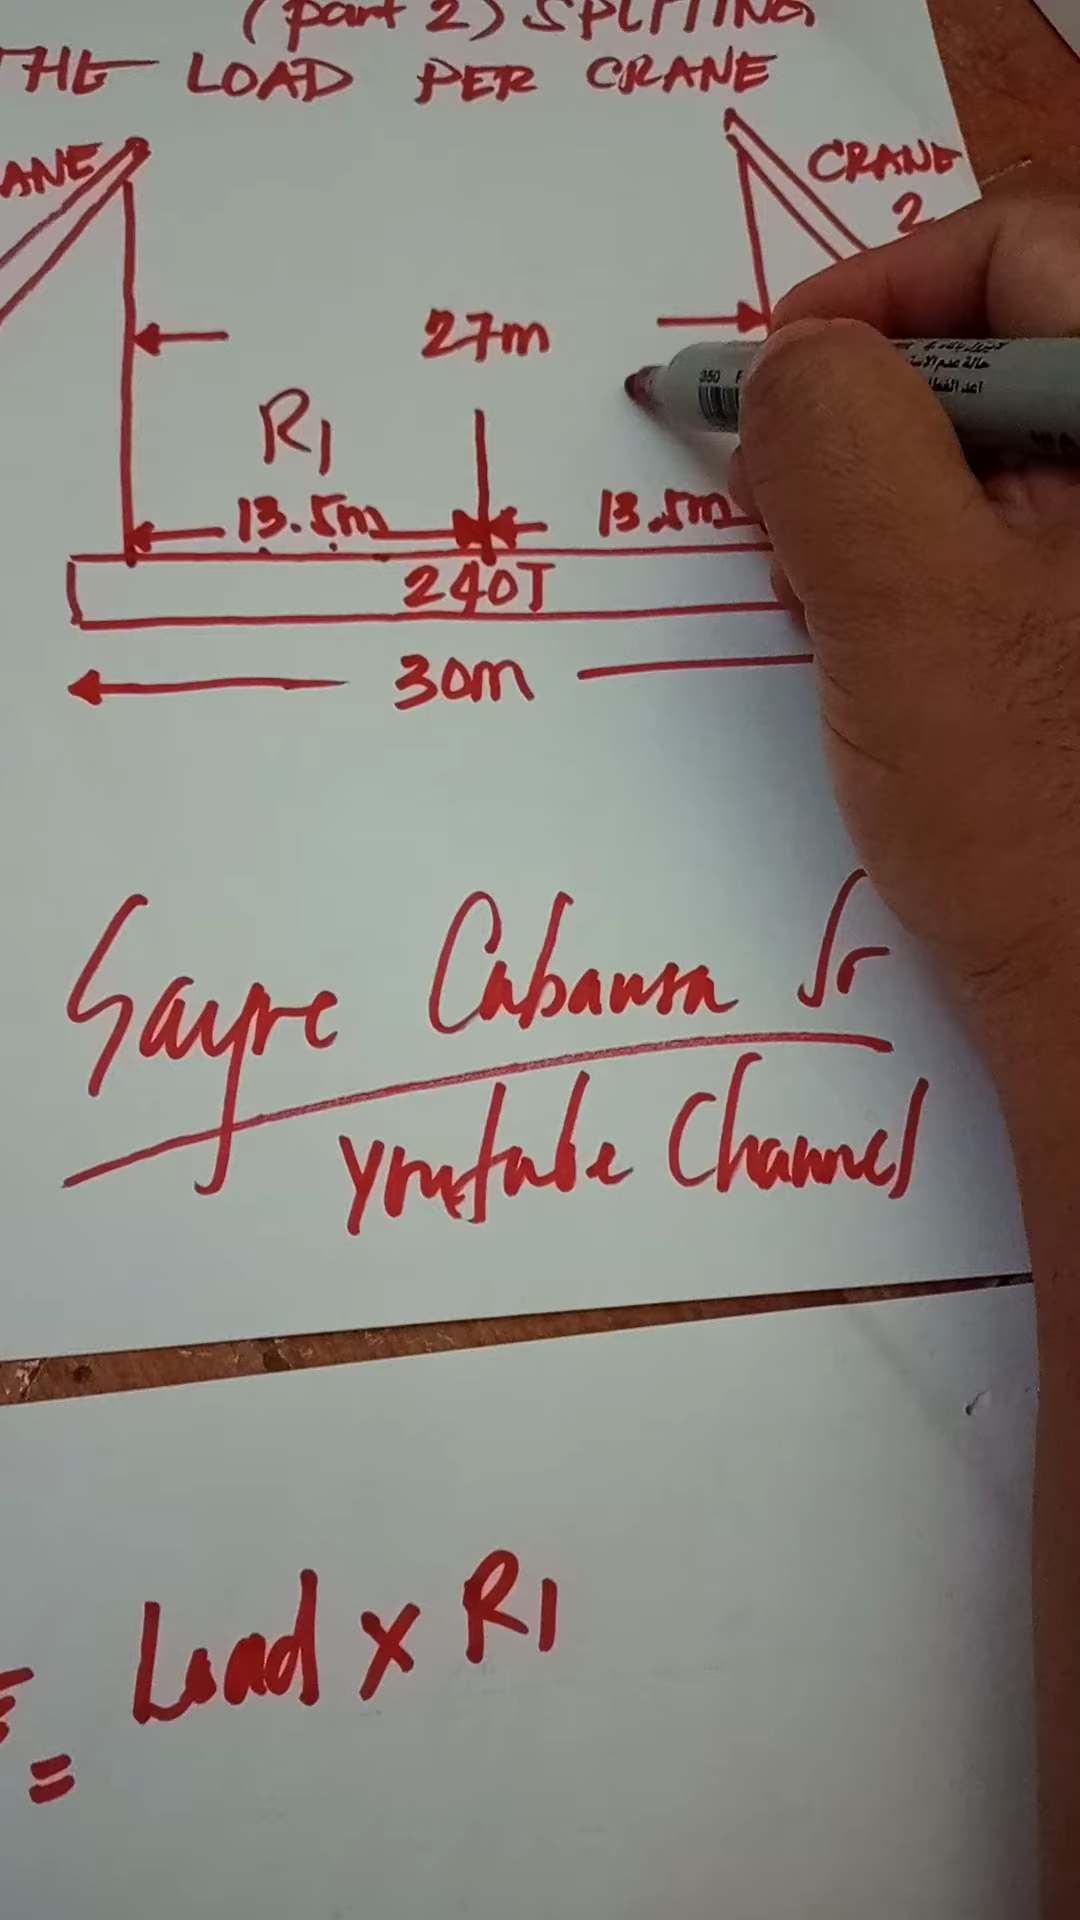 (part 2) SPLITTING
THE LOAD PER CRANE
CRANE
2
27m
R1
13.5m
13.5m
240T
30m
Sayre Cabansa Sr
Youtube Channel
= Load x R1
350